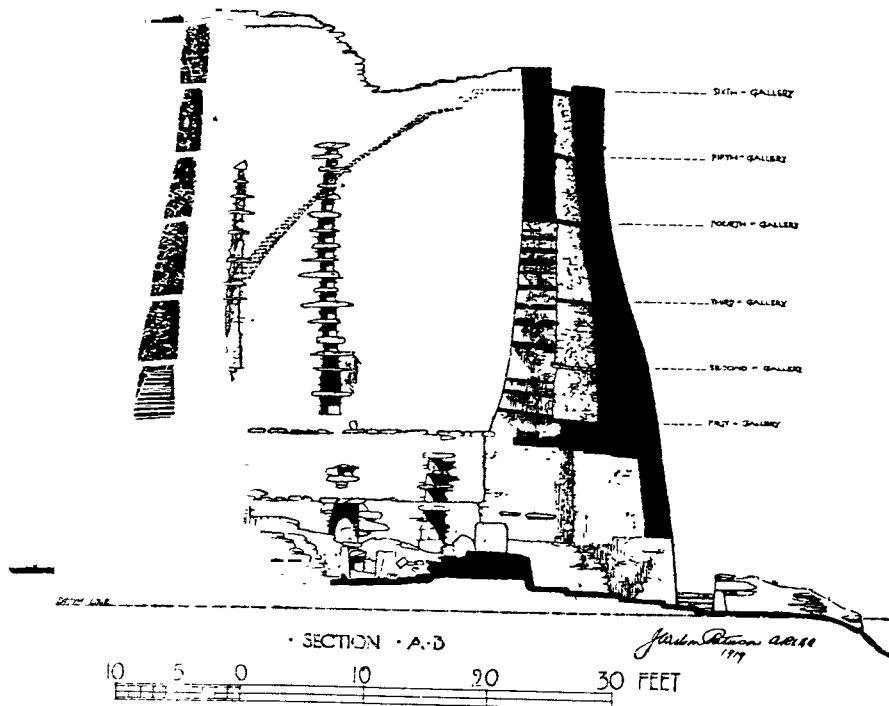 SIXTH - GALLERY
FIFTH - GALLERY
FOURTH - GALLERY
THIRD - GALLERY
SECOND - GALLERY
FIRST - GALLERY
· SECTION · A-B
1919
10 5 0 10 20 30 FEET